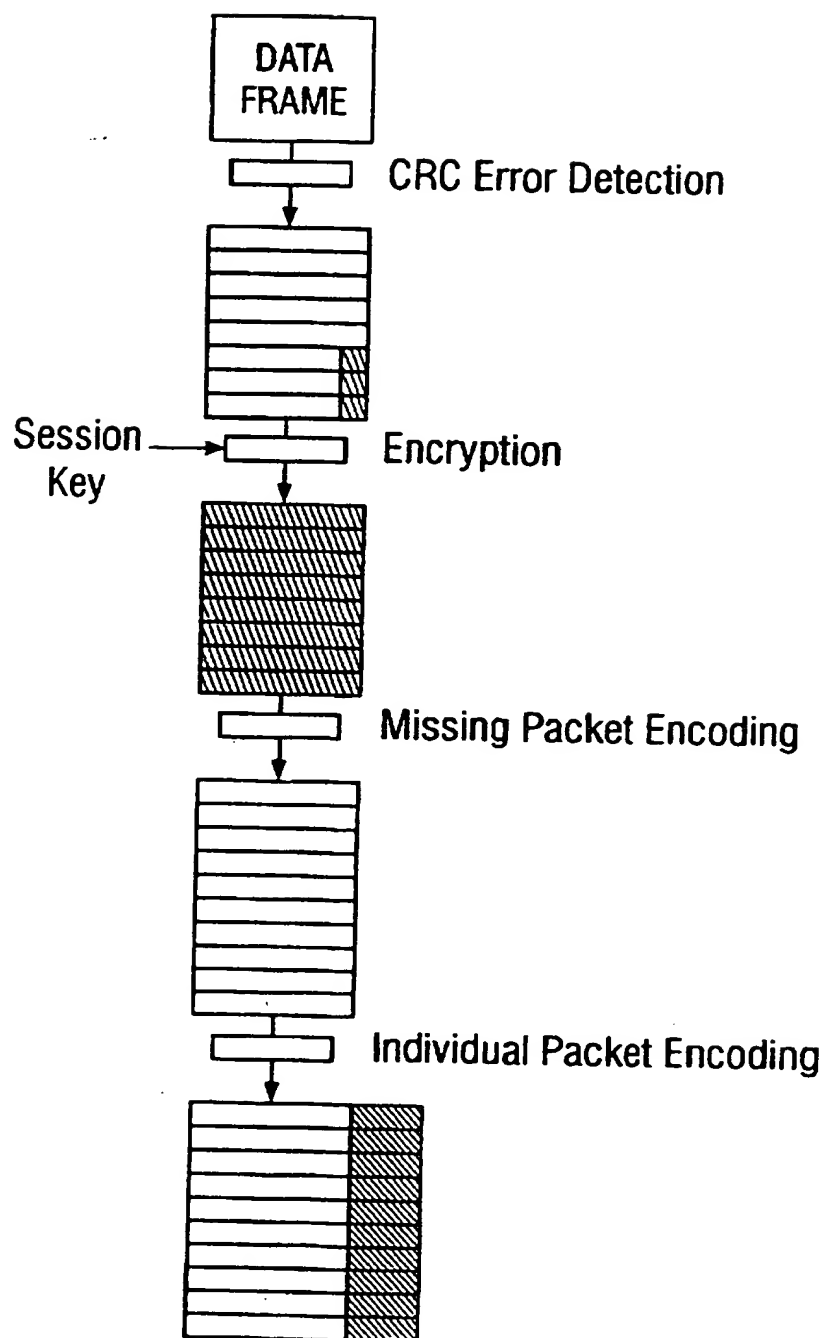 DATA
FRAME
CRC Error Detection
Session
Key
Encryption
Missing Packet Encoding
Individual Packet Encoding